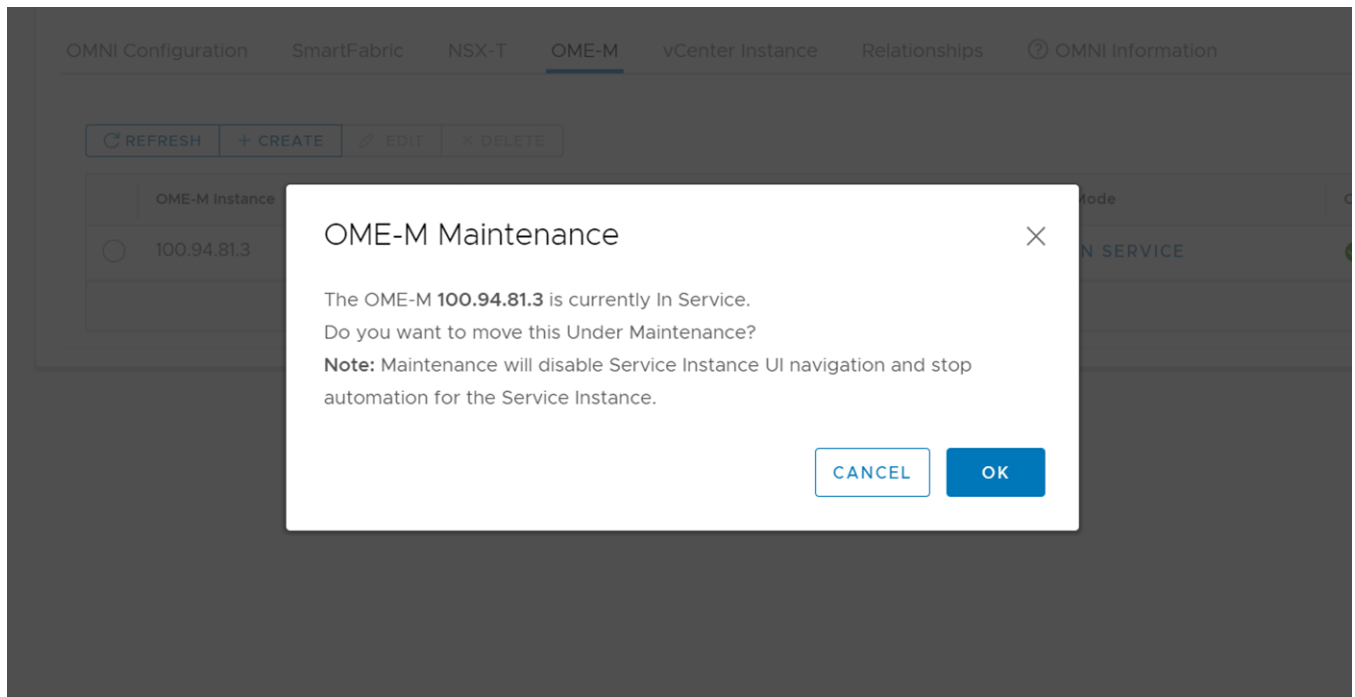 OMNI Configuration SmartFabric NSX-T OME-M vCenter Instance Relationships OMNI Information
REFRESH + CREATE EDIT × DELETE
OME-M Instance Mode
100.94.81.3 N SERVICE
OME-M Maintenance
The OME-M 100.94.81.3 is currently In Service.
Do you want to move this Under Maintenance?
Note: Maintenance will disable Service Instance UI navigation and stop
automation for the Service Instance.
CANCEL OK